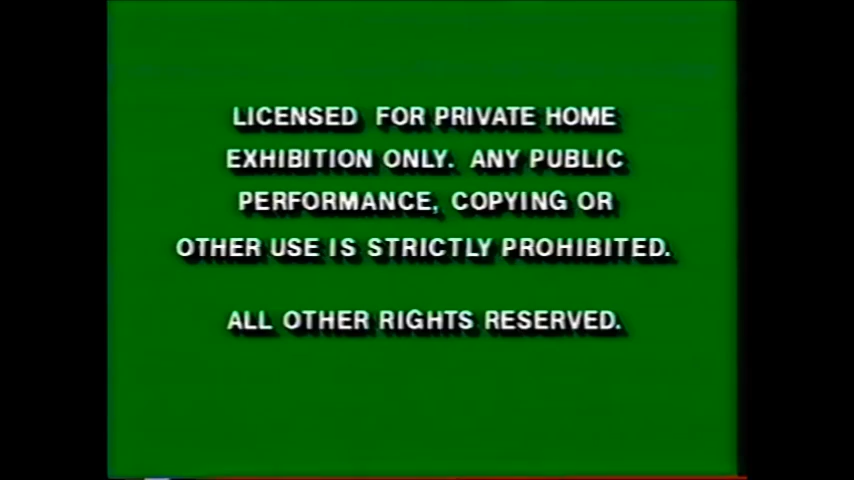 LICENSED FOR PRIVATE HOME
EXHIBITION ONLY. ANY PUBLIC
PERFORMANCE, COPYING OR
OTHER USE IS STRICTLY PROHIBITED.
ALL OTHER RIGHTS RESERVED.